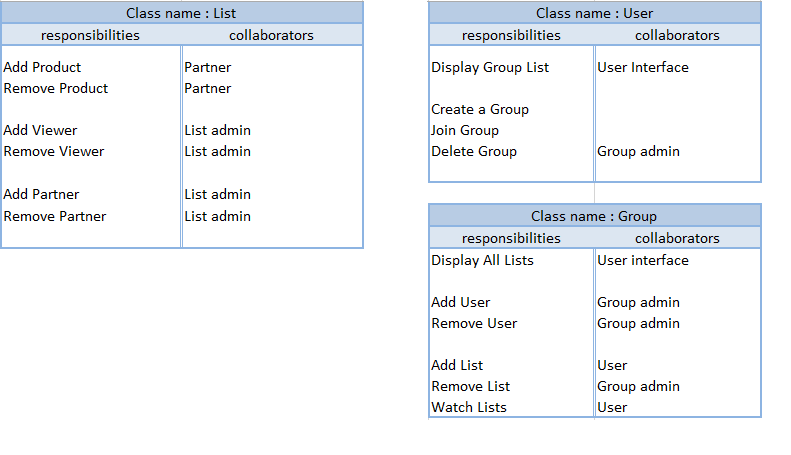 Class name : List
responsibilities collaborators
Add Product Partner
Remove Product Partner
Add Viewer List admin
Remove Viewer List admin
Add Partner List admin
Remove Partner List admin
Class name : User
responsibilities collaborators
Display Group List User Interface
Create a Group
Join Group
Delete Group Group admin
Class name : Group
responsibilities collaborators
Display All Lists User interface
Add User Group admin
Remove User Group admin
Add List User
Remove List Group admin
Watch Lists User